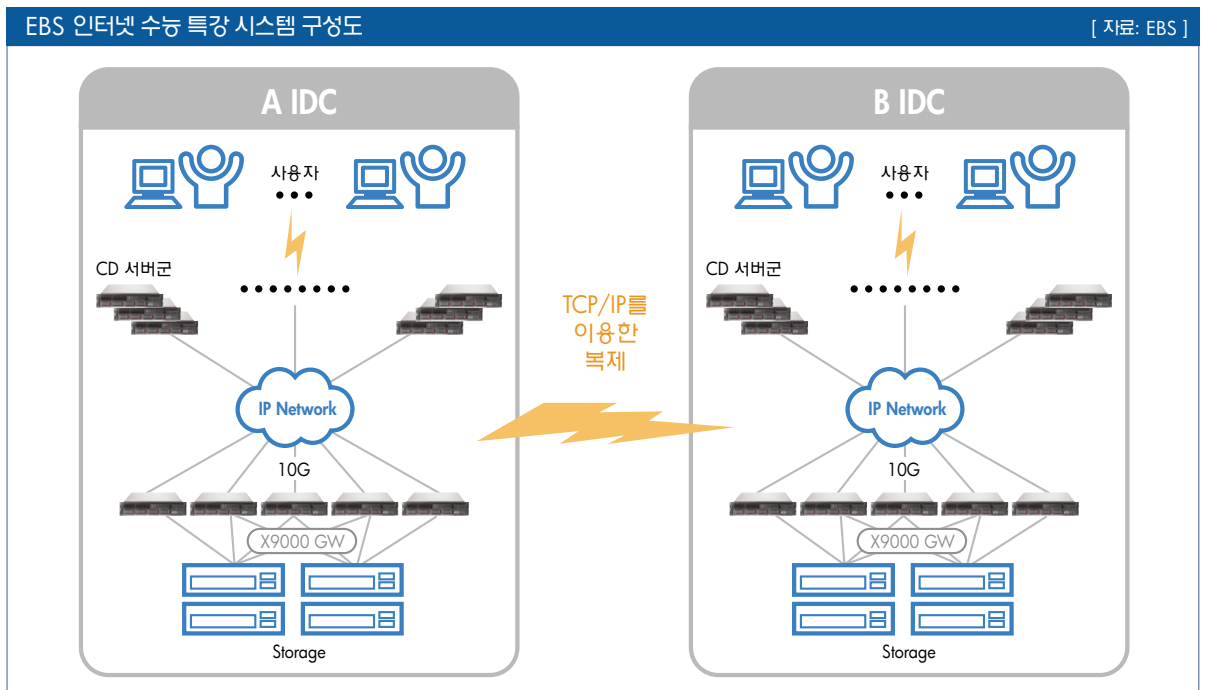 EBS 인터넷 수능 특강 시스템 구성도
[ 자료: EBS ]
A IDC
사용자
CD 서버군
IP Network
10G
X9000 GW
Storage
TCP/IP를
이용한
복제
B IDC
사용자
CD 서버군
IP Network
10G
X9000 GW
Storage